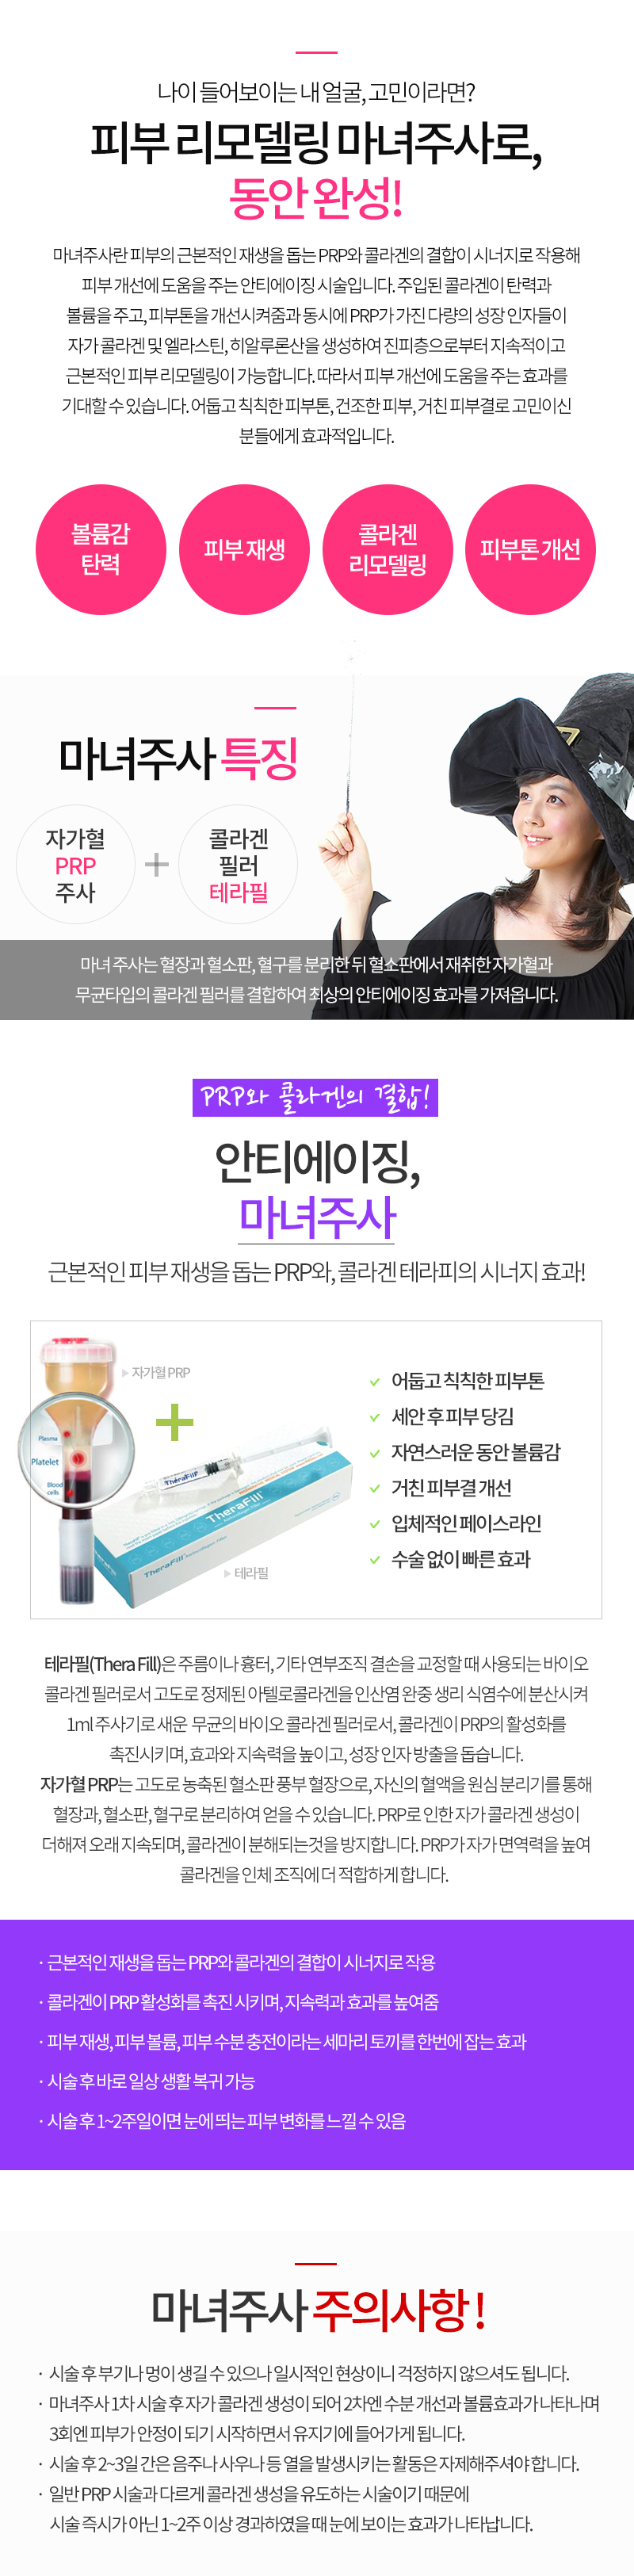 나이 들어보이는 내 얼굴, 고민이라면?
피부 리모델링 마녀주사로,
동안 완성!
마녀주사란 피부의 근본적인 재생을 돕는 PRP와 콜라겐의 결합이 시너지로 작용해
피부 개선에 도움을 주는 안티에이징 시술입니다. 주입된 콜라겐이 탄력과
볼륨을 주고, 피부톤을 개선시켜줌과 동시에 PRP가 가진 다량의 성장 인자들이
자가 콜라겐 및 엘라스틴, 히알루론산을 생성하여 진피층으로부터 지속적이고
근본적인 피부 리모델링이 가능합니다. 따라서 피부 개선에 도움을 주는 효과를
기대할 수 있습니다. 어둡고 칙칙한 피부톤, 건조한 피부, 거친 피부결로 고민이신
분들에게 효과적입니다.
볼륨감
탄력
피부 재생
콜라겐
리모델링
피부톤 개선
마녀주사 특징
자가혈
PRP
주사
+
콜라겐
필러
테라필
마녀 주사는 혈장과 혈소판, 혈구를 분리한 뒤 혈소판에서 재취한 자가혈과
무균타입의 콜라겐 필러를 결합하여 최상의 안티에이징 효과를 가져옵니다.
PRP와 콜라겐의 결합!
안티에이징,
마녀주사
근본적인 피부 재생을 돕는 PRP와, 콜라겐 테라피의 시너지 효과!
자가혈 PRP
+
Plasma
Platelet
Blood
cells
TheraFill
TheraFill
TheraFill
테라필
어둡고 칙칙한 피부톤
세안 후 피부 당김
자연스러운 동안 볼륨감
거친 피부결 개선
입체적인 페이스라인
수술 없이 빠른 효과
테라필(Thera Fill)은 주름이나 흉터, 기타 연부조직 결손을 교정할 때 사용되는 바이오
콜라겐 필러로서 고도로 정제된 아텔로콜라겐을 인산염 완중 생리 식염수에 분산시켜
1ml 주사기로 새운 무균의 바이오 콜라겐 필러로서, 콜라겐이 PRP의 활성화를
촉진시키며, 효과와 지속력을 높이고, 성장 인자 방출을 돕습니다.
자가혈 PRP는 고도로 농축된 혈소판 풍부 혈장으로, 자신의 혈액을 원심 분리기를 통해
혈장과, 혈소판, 혈구로 분리하여 얻을 수 있습니다. PRP로 인한 자가 콜라겐 생성이
더해져 오래 지속되며, 콜라겐이 분해되는것을 방지합니다. PRP가 자가 면역력을 높여
콜라겐을 인체 조직에 더 적합하게 합니다.
· 근본적인 재생을 돕는 PRP와 콜라겐의 결합이 시너지로 작용
· 콜라겐이 PRP 활성화를 촉진 시키며, 지속력과 효과를 높여줌
· 피부 재생, 피부 볼륨, 피부 수분 충전이라는 세마리 토끼를 한번에 잡는 효과
· 시술 후 바로 일상 생활 복귀 가능
· 시술 후 1~2주일이면 눈에 띄는 피부 변화를 느낄 수 있음
마녀주사 주의사항 !
· 시술 후 부기나 멍이 생길 수 있으나 일시적인 현상이니 걱정하지 않으셔도 됩니다.
· 마녀주사 1차 시술 후 자가 콜라겐 생성이 되어 2차엔 수분 개선과 볼륨효과가 나타나며
3회엔 피부가 안정이 되기 시작하면서 유지기에 들어가게 됩니다.
· 시술 후 2~3일 간은 음주나 사우나 등 열을 발생시키는 활동은 자제해주셔야 합니다.
· 일반 PRP 시술과 다르게 콜라겐 생성을 유도하는 시술이기 때문에
시술 즉시가 아닌 1~2주 이상 경과하였을 때 눈에 보이는 효과가 나타납니다.